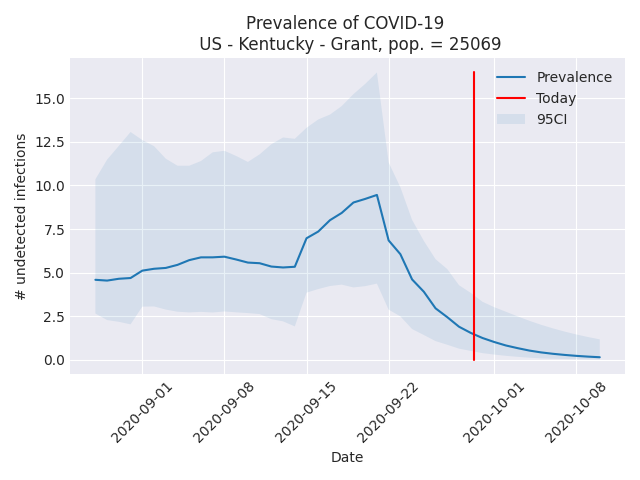 Prevalence of COVID-19
US - Kentucky - Grant, pop. = 25069
Prevalence
Today
95CI
# undetected infections
15.0
12.5
10.0
7.5
5.0
2.5
0.0
2020-09-01
2020-09-08
2020-09-15
2020-09-22
2020-10-01
2020-10-08
Date